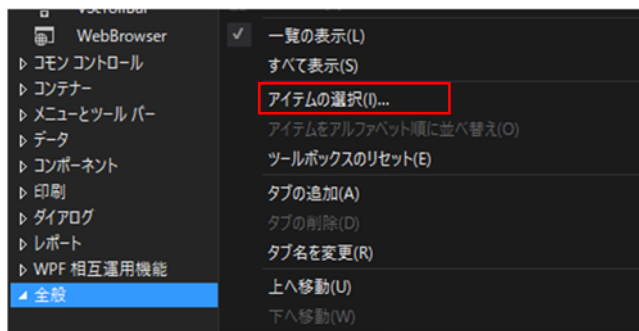 VScrollBar
WebBrowser
▷ コモン コントロール
▷ コンテナー
▷ メニューとツール バー
▷ データ
▷ コンポーネント
▷ 印刷
▷ ダイアログ
▷ レポート
▷ WPF 相互運用機能
◢ 全般
✓ 一覧の表示(L)
すべて表示(S)
アイテムの選択(I)...
アイテムをアルファベット順に並べ替え(O)
ツールボックスのリセット(E)
タブの追加(A)
タブの削除(D)
タブ名を変更(R)
上へ移動(U)
下へ移動(W)